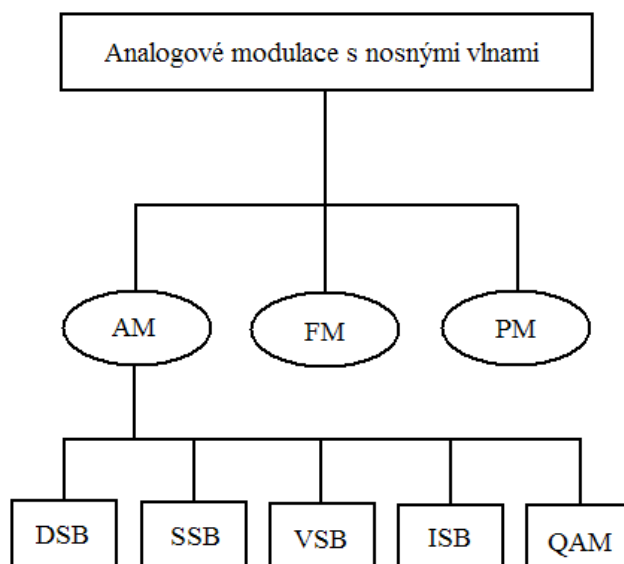 Analogové modulace s nosnými vlnami
AM
FM
PM
DSB
SSB
VSB
ISB
QAM